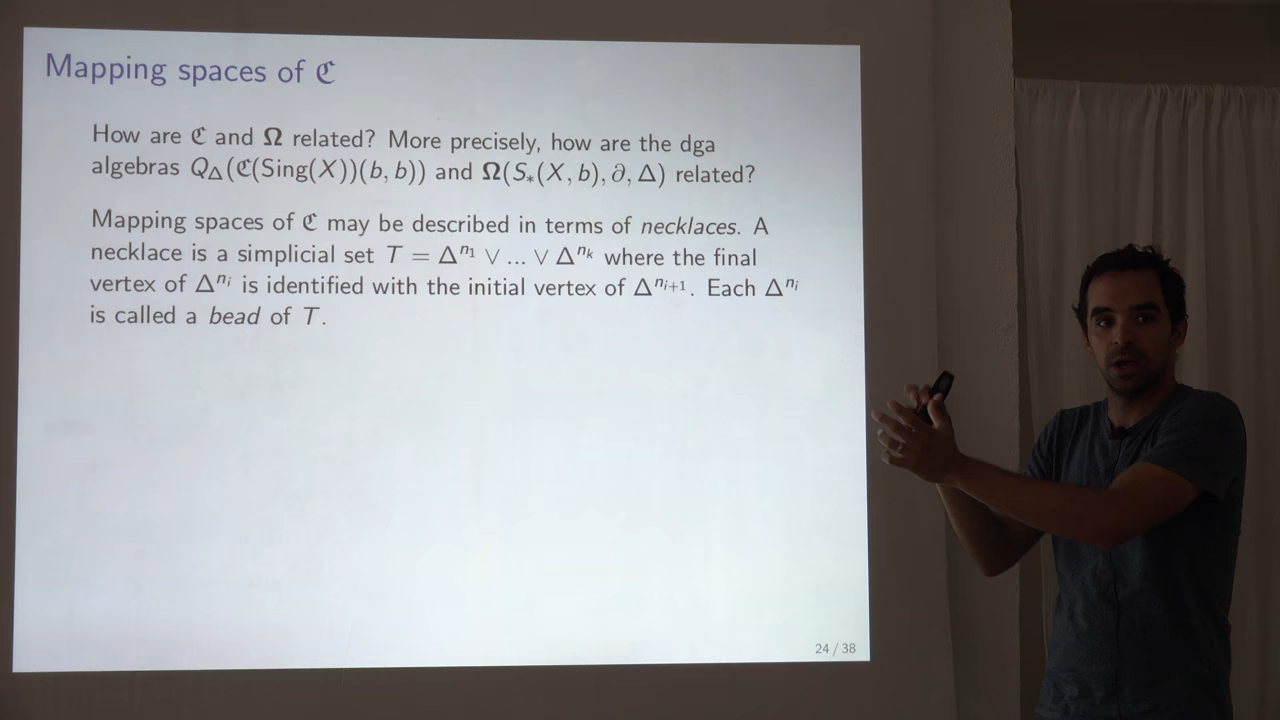 Mapping spaces of ℭ
How are ℭ and Ω related? More precisely, how are the dga
algebras Q_Δ(ℭ(Sing(X))(b, b)) and Ω(S_*(X, b), ∂, Δ) related?
Mapping spaces of ℭ may be described in terms of necklaces. A
necklace is a simplicial set T = Δ^{n_1} ∨ ... ∨ Δ^{n_k} where the final
vertex of Δ^{n_i} is identified with the initial vertex of Δ^{n_{i+1}}. Each Δ^{n_i}
is called a bead of T.
24 / 38